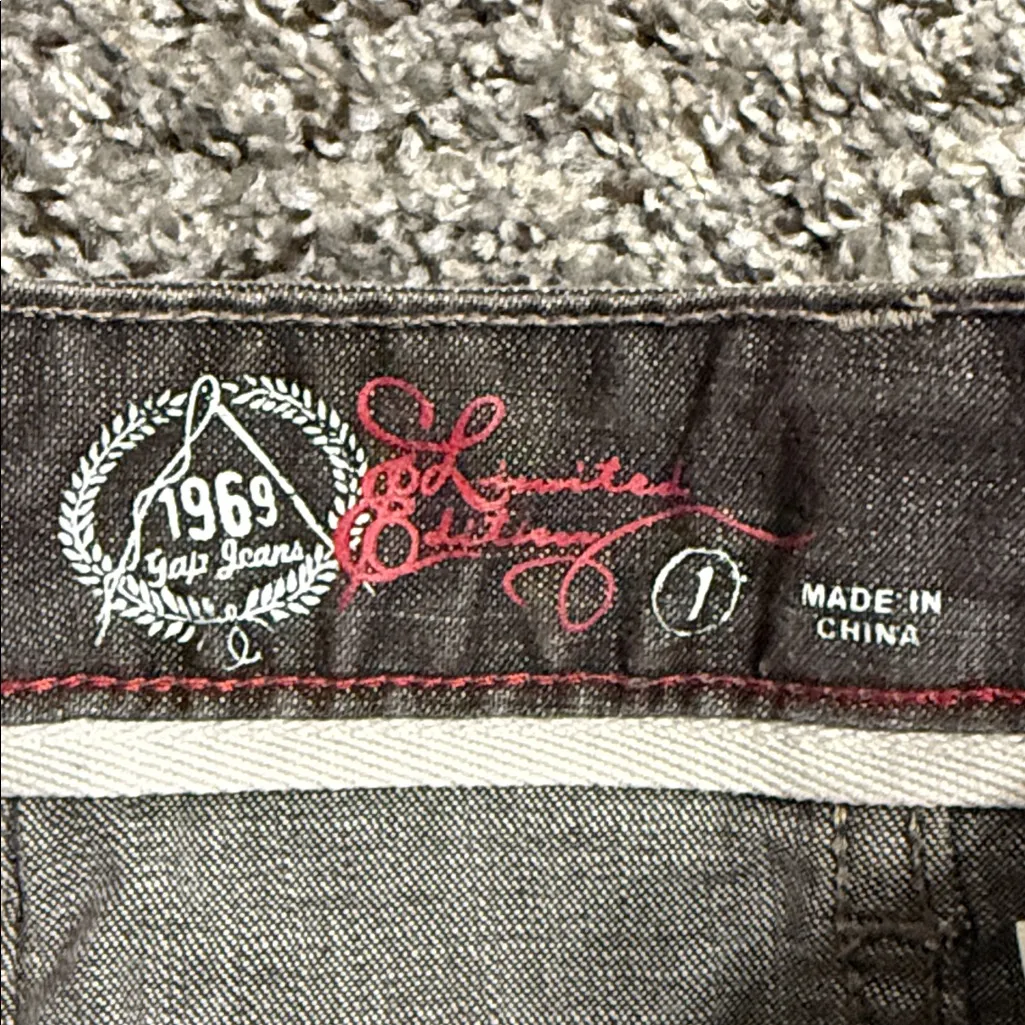 1969
Gap Jeans
Limited
Edition
1
MADE IN
CHINA